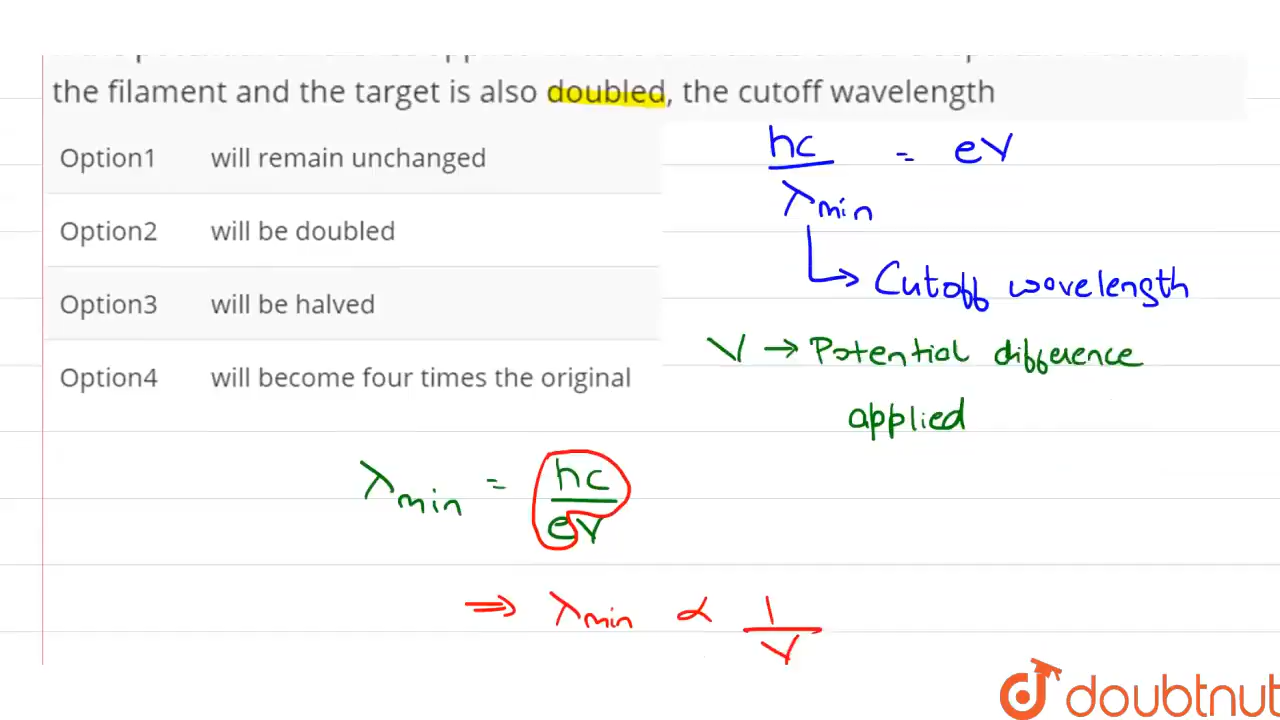 the filament and the target is also doubled, the cutoff wavelength
Option1 will remain unchanged
Option2 will be doubled
Option3 will be halved
Option4 will become four times the original
hc/λmin = eV
Cutoff wavelength
V → Potential difference
applied
λmin = hc/eV
⇒ λmin ∝ 1/V
doubtnut